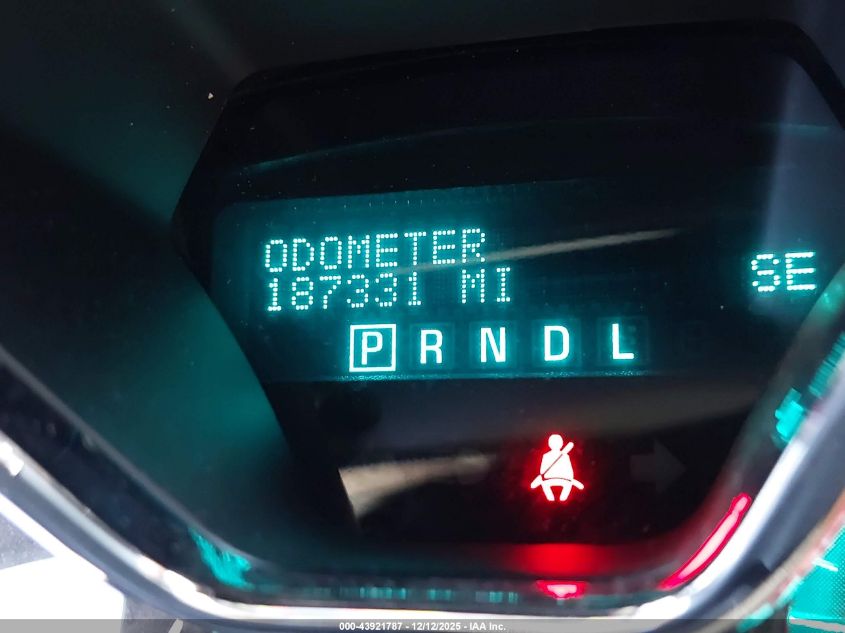 ODOMETER
187331 MI
SE
P R N D L
000-43921787 - 12/12/2025 - IAA Inc.